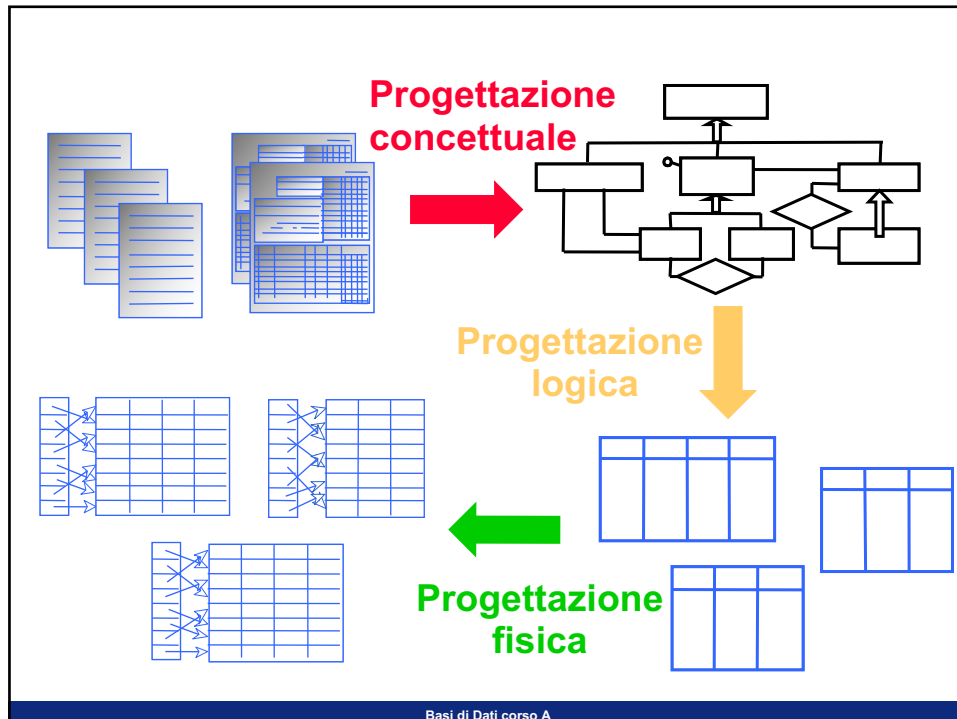 Progettazione
concettuale
Progettazione
logica
Progettazione
fisica
Basi di Dati corso A